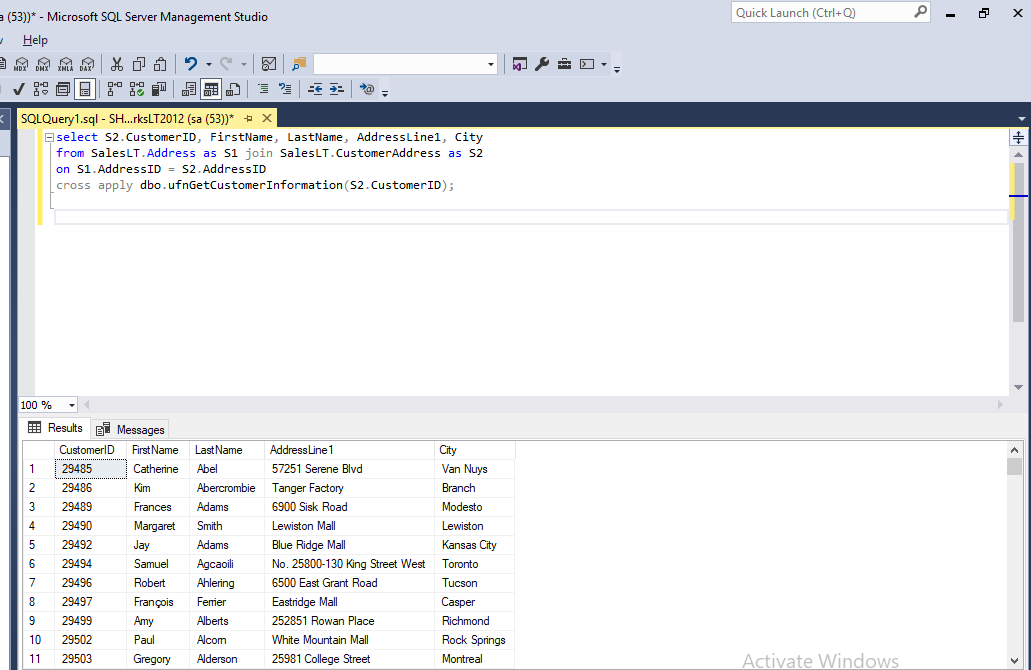 a (53))* - Microsoft SQL Server Management Studio
Quick Launch (Ctrl+Q)
Help
MDX DMX XMLA DAX
SQLQuery1.sql - SH...rksLT2012 (sa (53))*
select S2.CustomerID, FirstName, LastName, AddressLine1, City
from SalesLT.Address as S1 join SalesLT.CustomerAddress as S2
on S1.AddressID = S2.AddressID
cross apply dbo.ufnGetCustomerInformation(S2.CustomerID);
100 %
Results Messages
CustomerID FirstName LastName AddressLine1 City
1 29485 Catherine Abel 57251 Serene Blvd Van Nuys
2 29486 Kim Abercrombie Tanger Factory Branch
3 29489 Frances Adams 6900 Sisk Road Modesto
4 29490 Margaret Smith Lewiston Mall Lewiston
5 29492 Jay Adams Blue Ridge Mall Kansas City
6 29494 Samuel Agcaoili No. 25800-130 King Street West Toronto
7 29496 Robert Ahlering 6500 East Grant Road Tucson
8 29497 François Ferrier Eastridge Mall Casper
9 29499 Amy Alberts 252851 Rowan Place Richmond
10 29502 Paul Alcorn White Mountain Mall Rock Springs
11 29503 Gregory Alderson 25981 College Street Montreal
Activate Windows